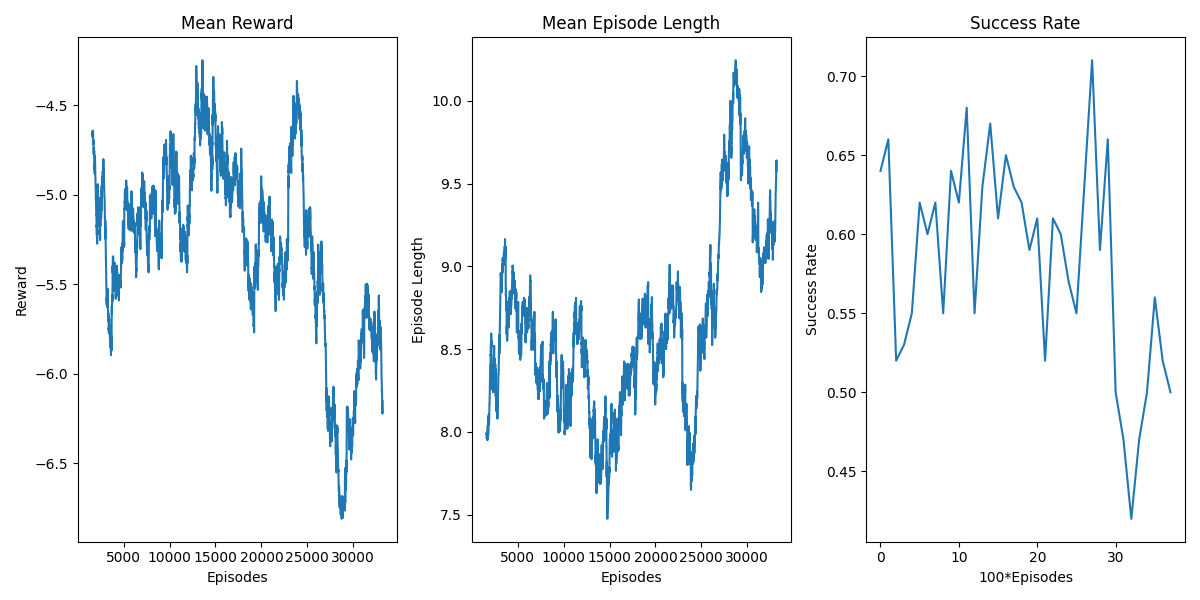 Mean Reward
Reward
−4.5
−5.0
−5.5
−6.0
−6.5
5000 10000 15000 20000 25000 30000
Episodes
Mean Episode Length
Episode Length
10.0
9.5
9.0
8.5
8.0
7.5
5000 10000 15000 20000 25000 30000
Episodes
Success Rate
Success Rate
0.70
0.65
0.60
0.55
0.50
0.45
0 10 20 30
100*Episodes